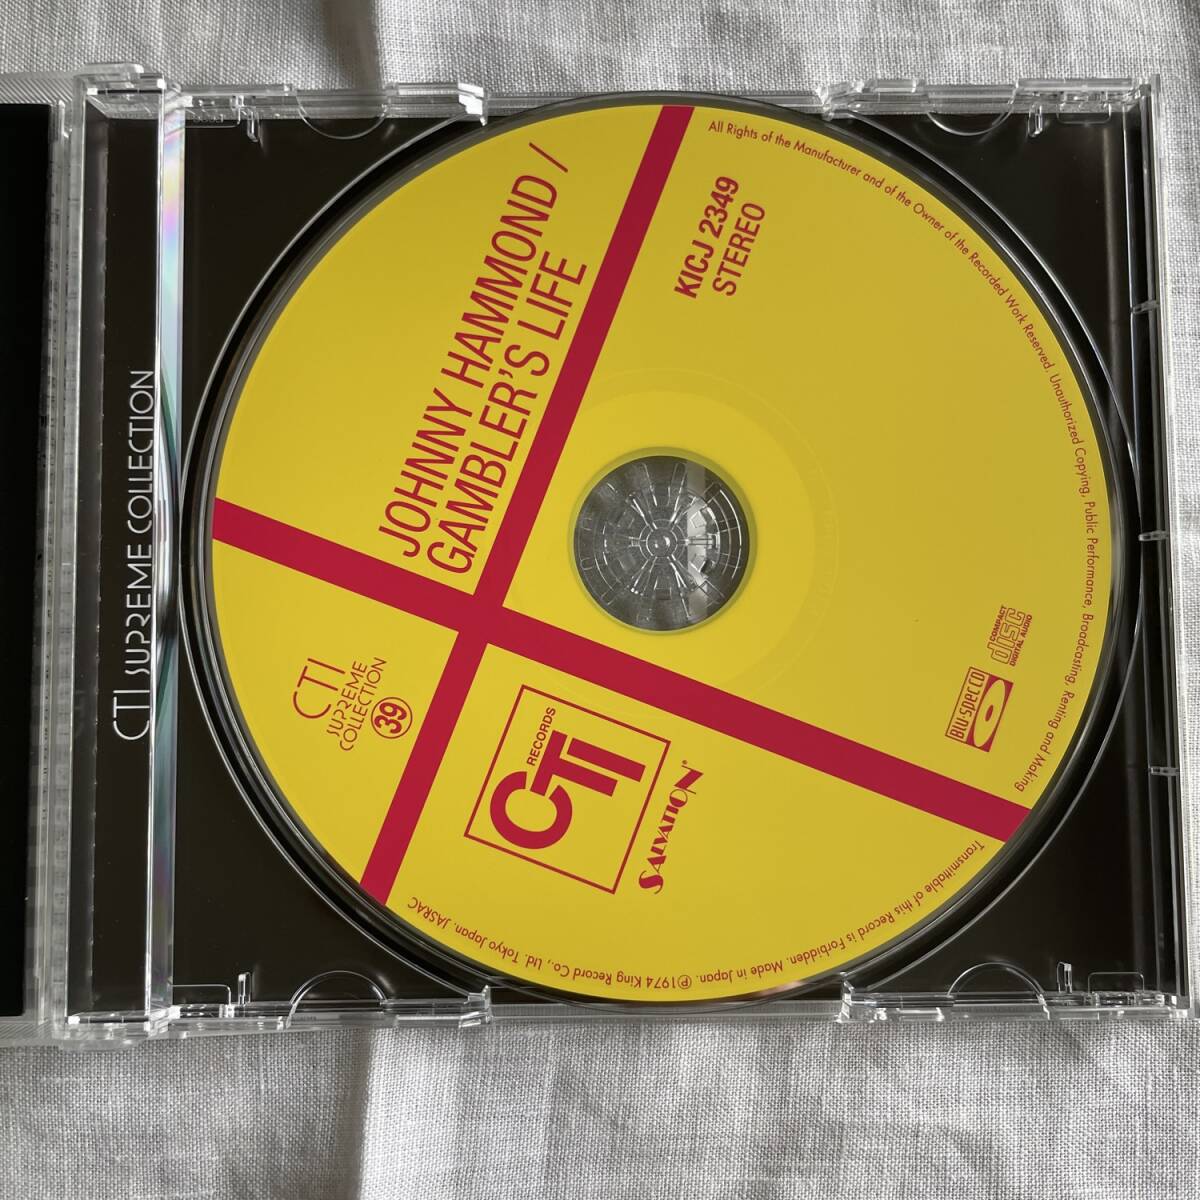 CTI SUPREME COLLECTION
JOHNNY HAMMOND /
GAMBLER'S LIFE
KICJ 2349
STEREO
CTI
SUPREME
COLLECTION
39
RECORDS
CTI
SALVATION®
Blu-specCD
COMPACT
disc
DIGITAL AUDIO
All Rights of the Manufacturer and of the Owner of the Recorded Work Reserved. Unauthorized Copying, Public Performance, Broadcasting, Renting and Making
Transmittable of this Record is Forbidden. Made in Japan. ℗1974 King Record Co., Ltd. Tokyo Japan. JASRAC